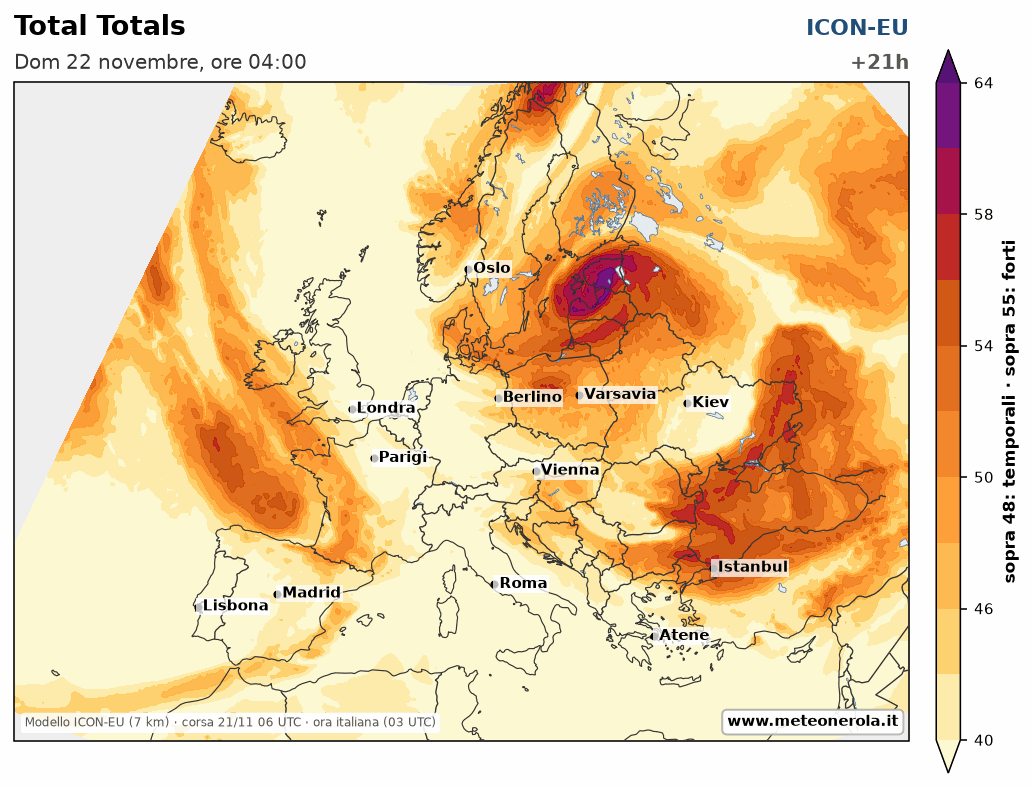 Total Totals
ICON-EU
Dom 22 novembre, ore 04:00
+21h
64
58
54
50
46
40
sopra 48: temporali · sopra 55: forti
Oslo
Berlino
Varsavia
Kiev
Londra
Parigi
Vienna
Istanbul
Roma
Madrid
Lisbona
Atene
Modello ICON-EU (7 km) · corsa 21/11 06 UTC · ora italiana (03 UTC)
www.meteonerola.it